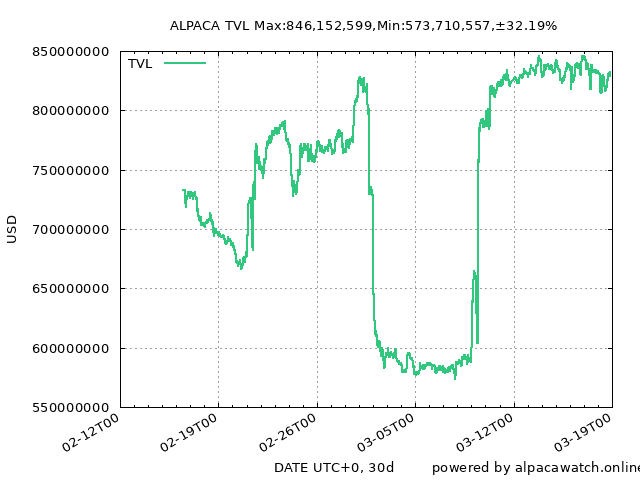 ALPACA TVL Max:846,152,599,Min:573,710,557,±32.19%
TVL
850000000
800000000
750000000
700000000
650000000
600000000
550000000
USD
02-12T00
02-19T00
02-26T00
03-05T00
03-12T00
03-19T00
DATE UTC+0, 30d
powered by alpacawatch.online